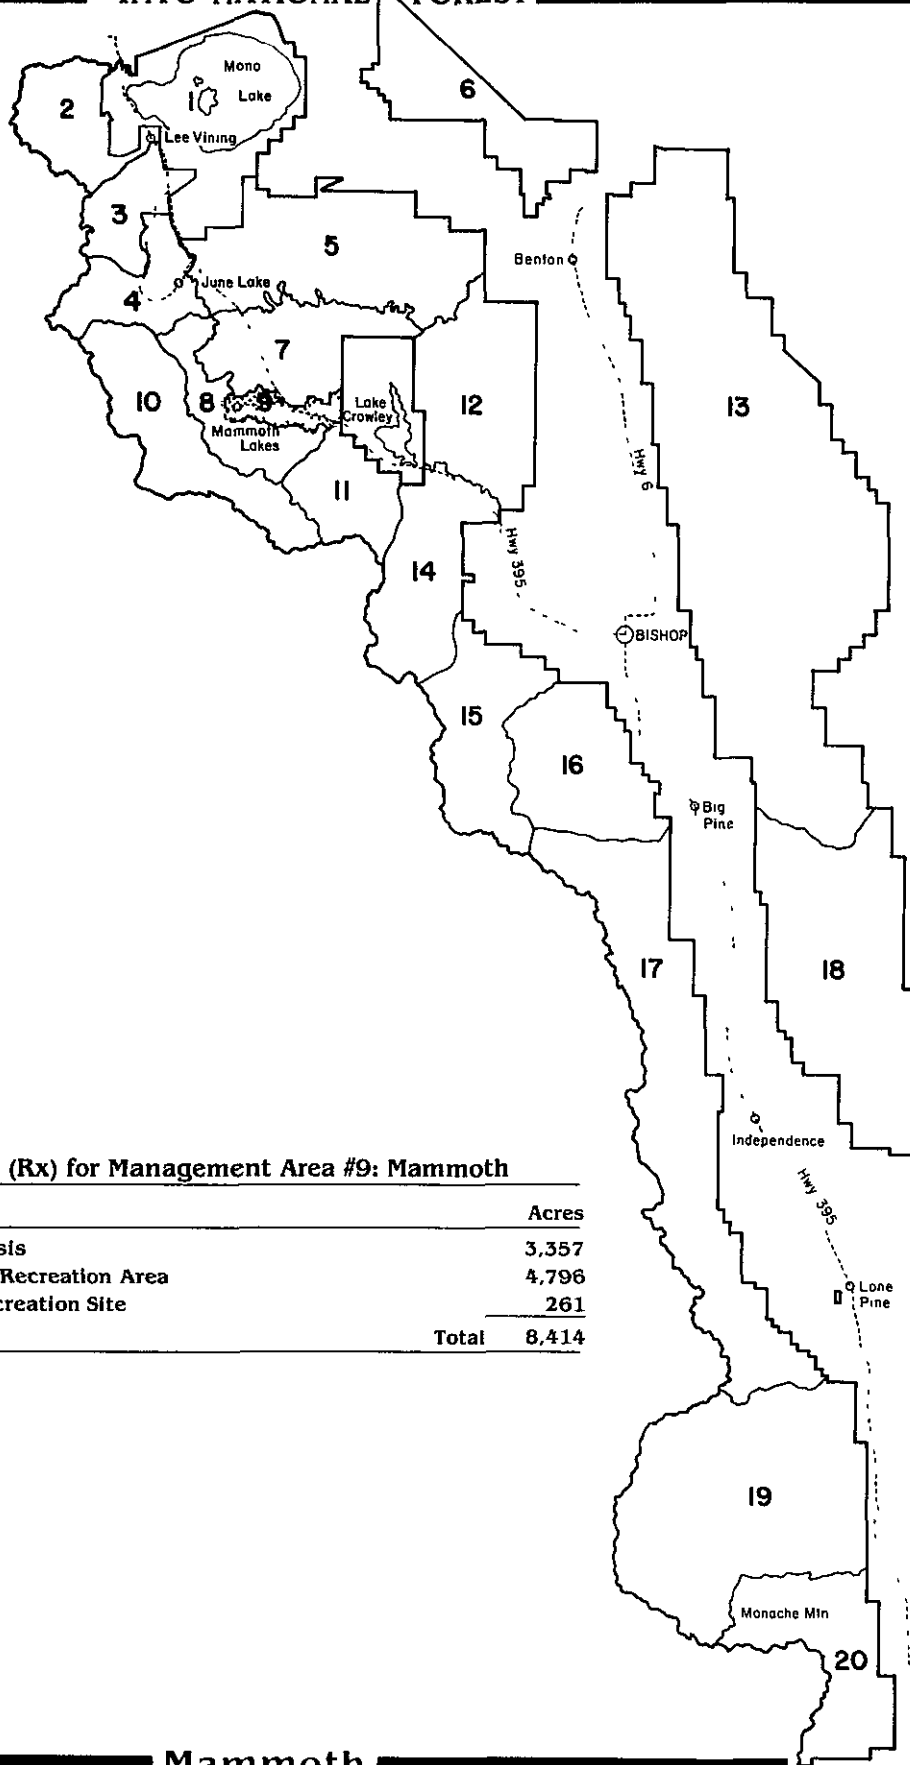 INYO NATIONAL FOREST
Mono
Lake
6
2
1
Lee Vining
3
5
Benton
June Lake
4
7
10
8
9
Lake
Crowley
12
13
Mammoth
Lakes
Hwy 6
11
Hwy 395
14
BISHOP
15
16
Big
Pine
17
18
Independence
(Rx) for Management Area #9: Mammoth
Hwy 395
Acres
sis 3,357
Recreation Area 4,796
creation Site 261
Total 8,414
Lone
Pine
19
Monache Mtn
20
Mammoth